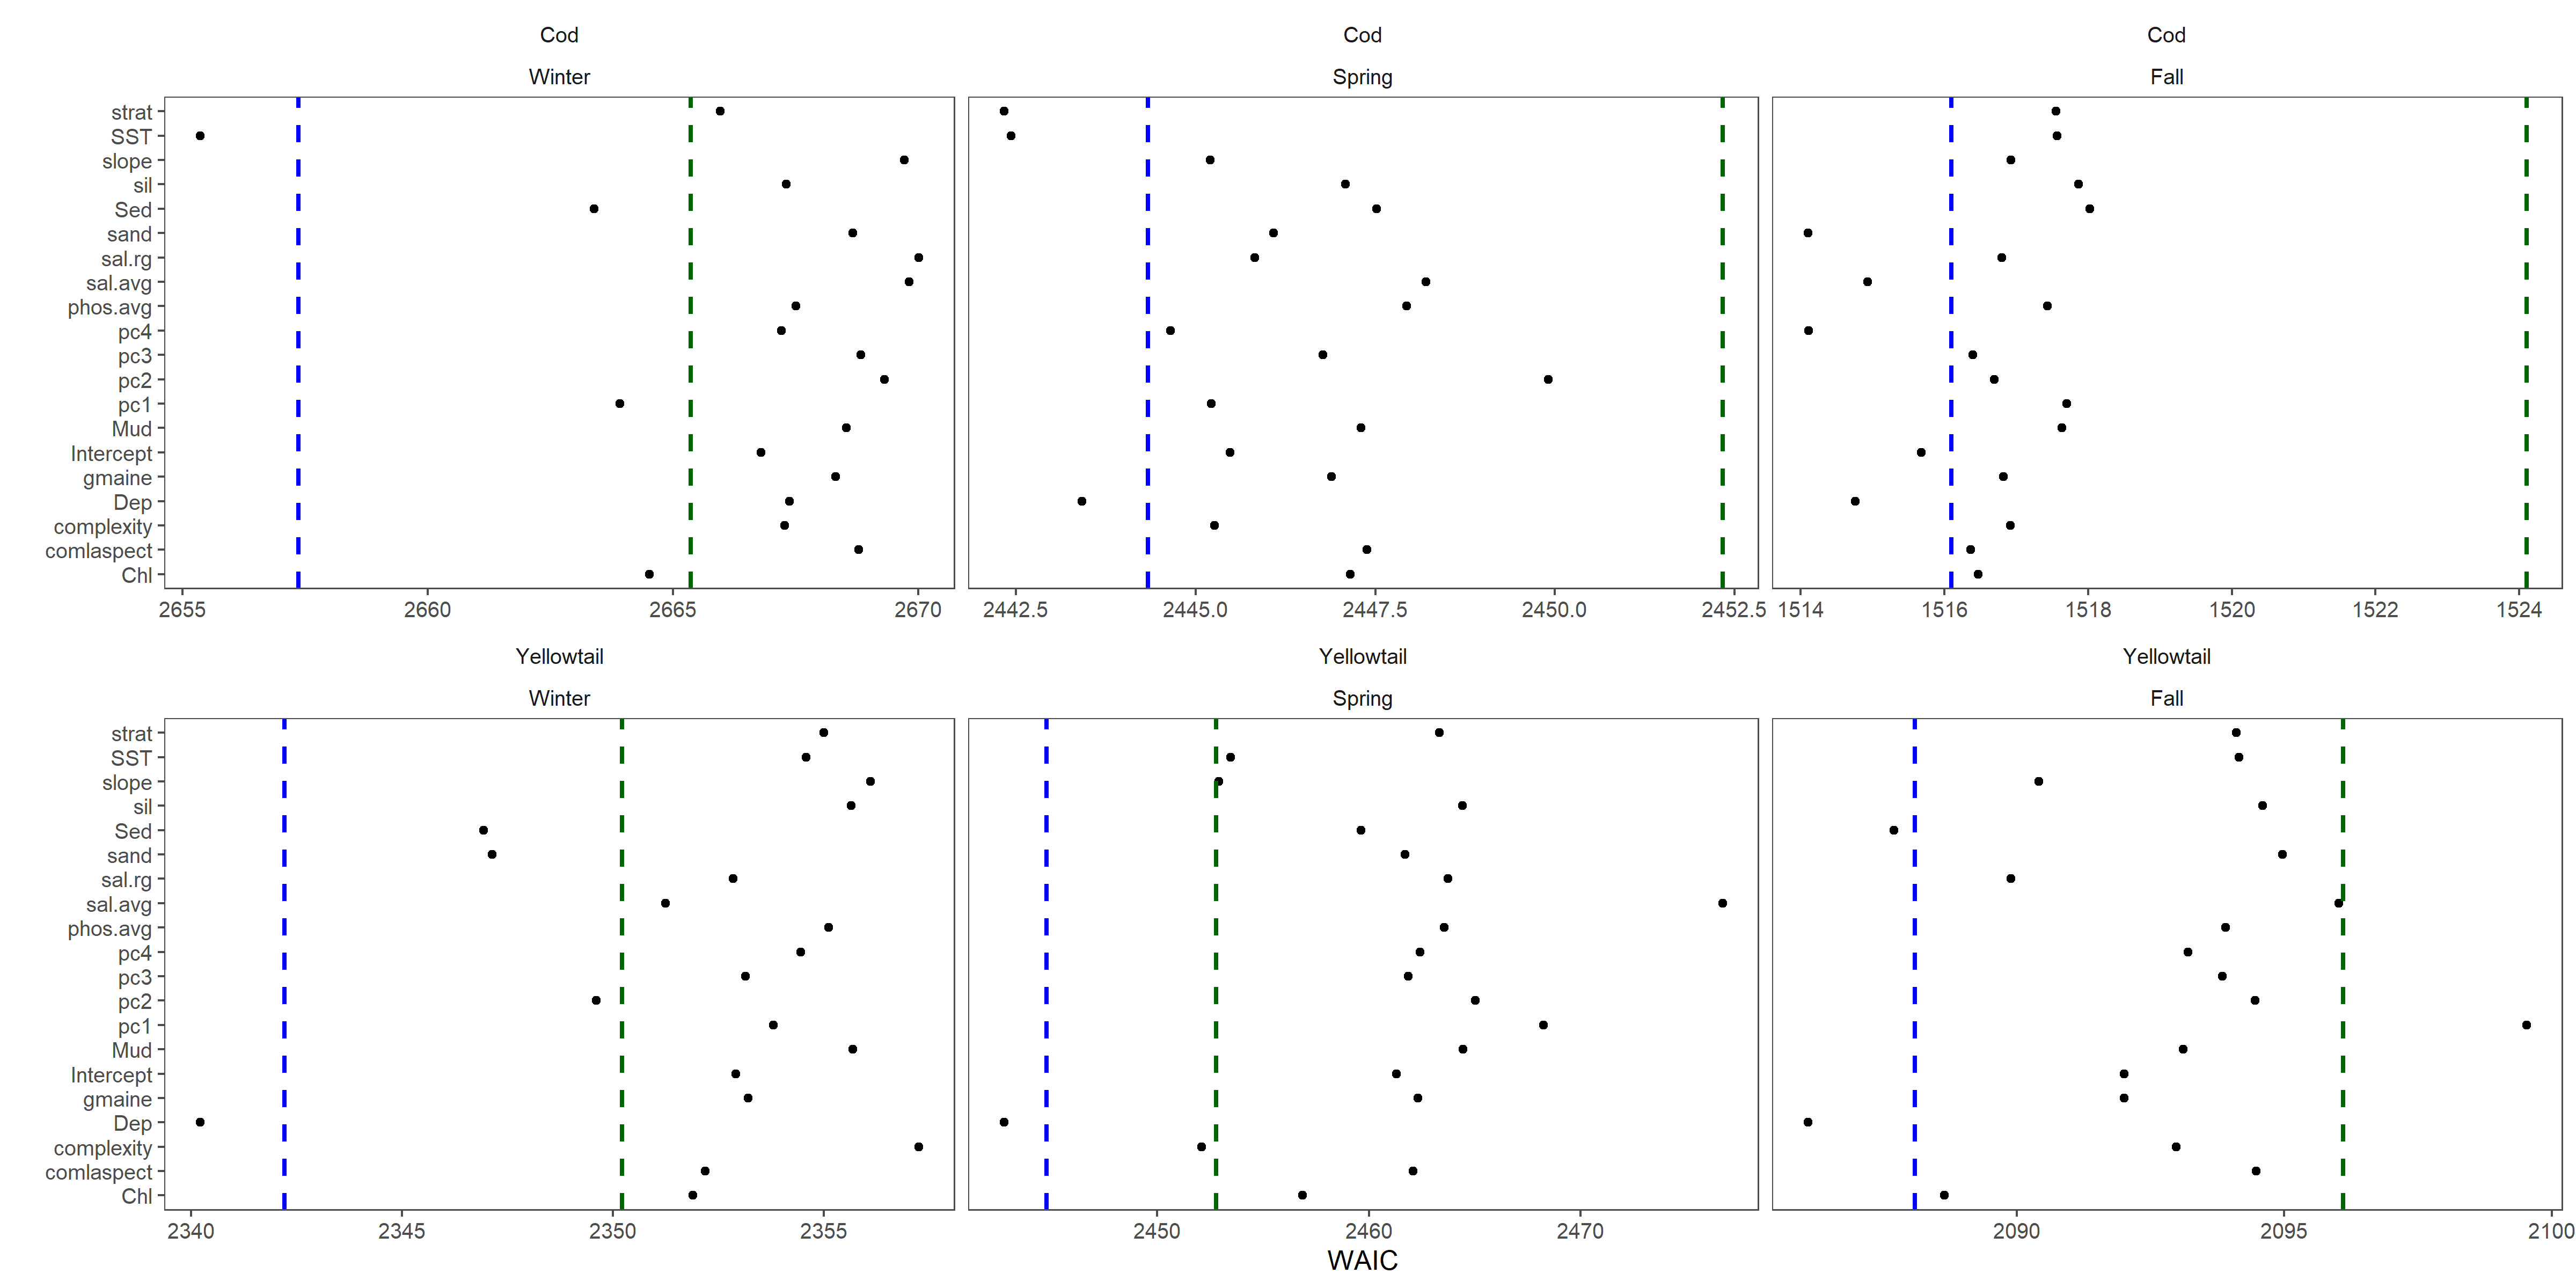 Cod Cod Cod
Winter Spring Fall
strat
SST
slope
sil
Sed
sand
sal.rg
sal.avg
phos.avg
pc4
pc3
pc2
pc1
Mud
Intercept
gmaine
Dep
complexity
comlaspect
Chl
2655 2660 2665 2670 2442.5 2445.0 2447.5 2450.0 2452.5 1514 1516 1518 1520 1522 1524
Yellowtail Yellowtail Yellowtail
Winter Spring Fall
strat
SST
slope
sil
Sed
sand
sal.rg
sal.avg
phos.avg
pc4
pc3
pc2
pc1
Mud
Intercept
gmaine
Dep
complexity
comlaspect
Chl
2340 2345 2350 2355 2450 2460 2470 2090 2095 2100
WAIC